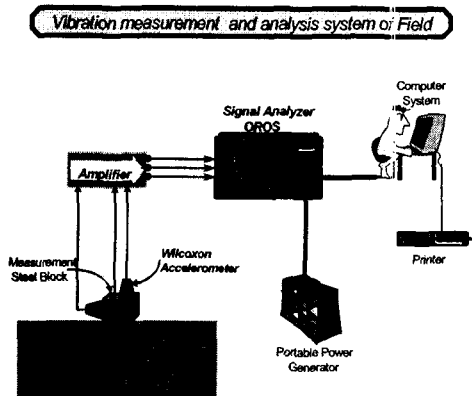 Vibration measurement and analysis system of Field
Computer
System
Signal Analyzer
OROS
Amplifier
Wilcoxon
Accelerometer
Measurement
Steel Block
Printer
Portable Power
Generator